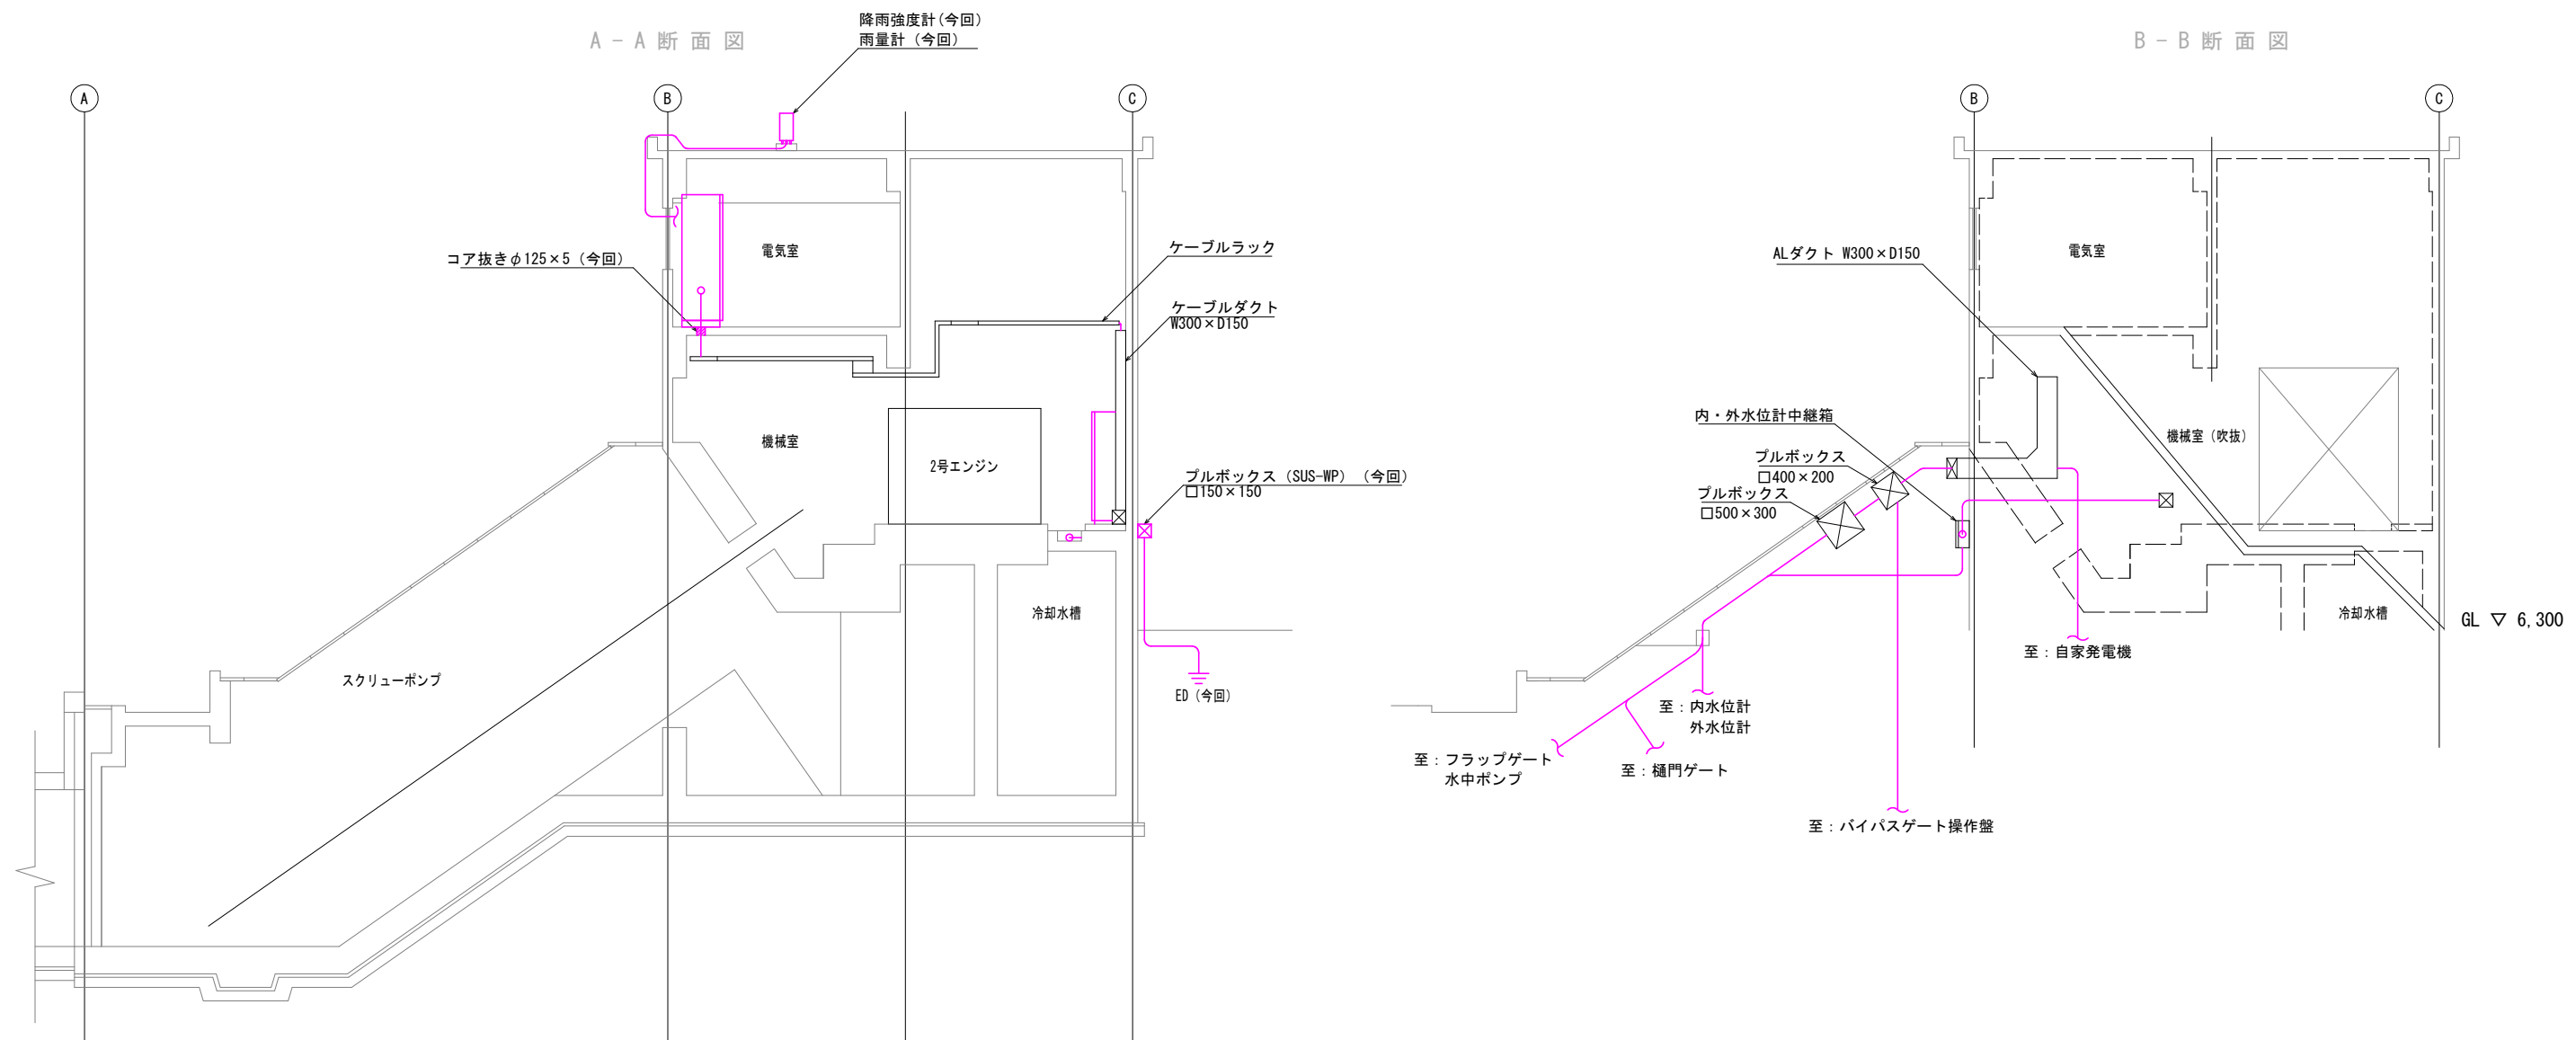 A－A断面図
降雨強度計(今回)
雨量計（今回）
A
B
C
コア抜きφ125×5（今回）
電気室
ケーブルラック
ケーブルダクト
W300×D150
機械室
2号エンジン
プルボックス（SUS-WP）（今回）
□150×150
冷却水槽
スクリューポンプ
ED（今回）
B－B断面図
B
C
ALダクト W300×D150
電気室
内・外水位計中継箱
機械室（吹抜）
プルボックス
□400×200
プルボックス
□500×300
冷却水槽
GL ▽ 6,300
至：自家発電機
至：内水位計
外水位計
至：フラップゲート
水中ポンプ
至：樋門ゲート
至：バイパスゲート操作盤